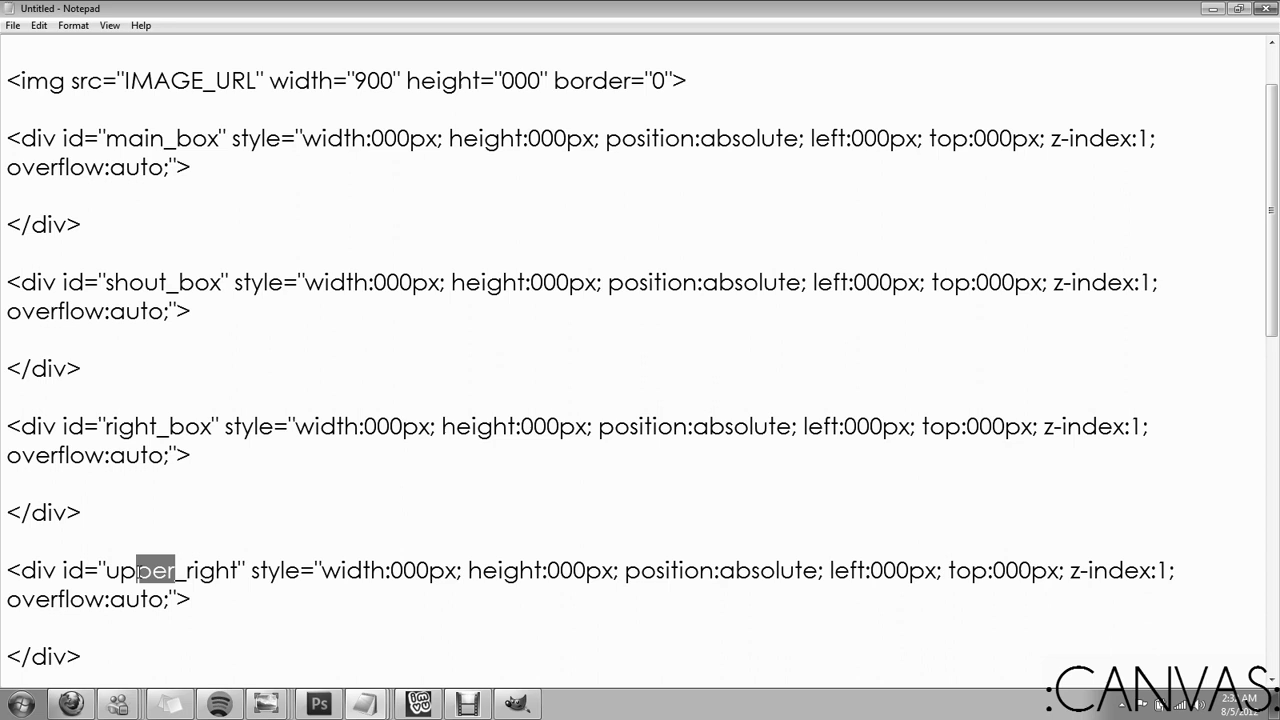 Untitled - Notepad
File Edit Format View Help
<img src="IMAGE_URL" width="900" height="000" border="0">
<div id="main_box" style="width:000px; height:000px; position:absolute; left:000px; top:000px; z-index:1;
overflow:auto;">
</div>
<div id="shout_box" style="width:000px; height:000px; position:absolute; left:000px; top:000px; z-index:1;
overflow:auto;">
</div>
<div id="right_box" style="width:000px; height:000px; position:absolute; left:000px; top:000px; z-index:1;
overflow:auto;">
</div>
<div id="upper_right" style="width:000px; height:000px; position:absolute; left:000px; top:000px; z-index:1;
overflow:auto;">
</div>
Ps
:CANVAS:
8/5/2012